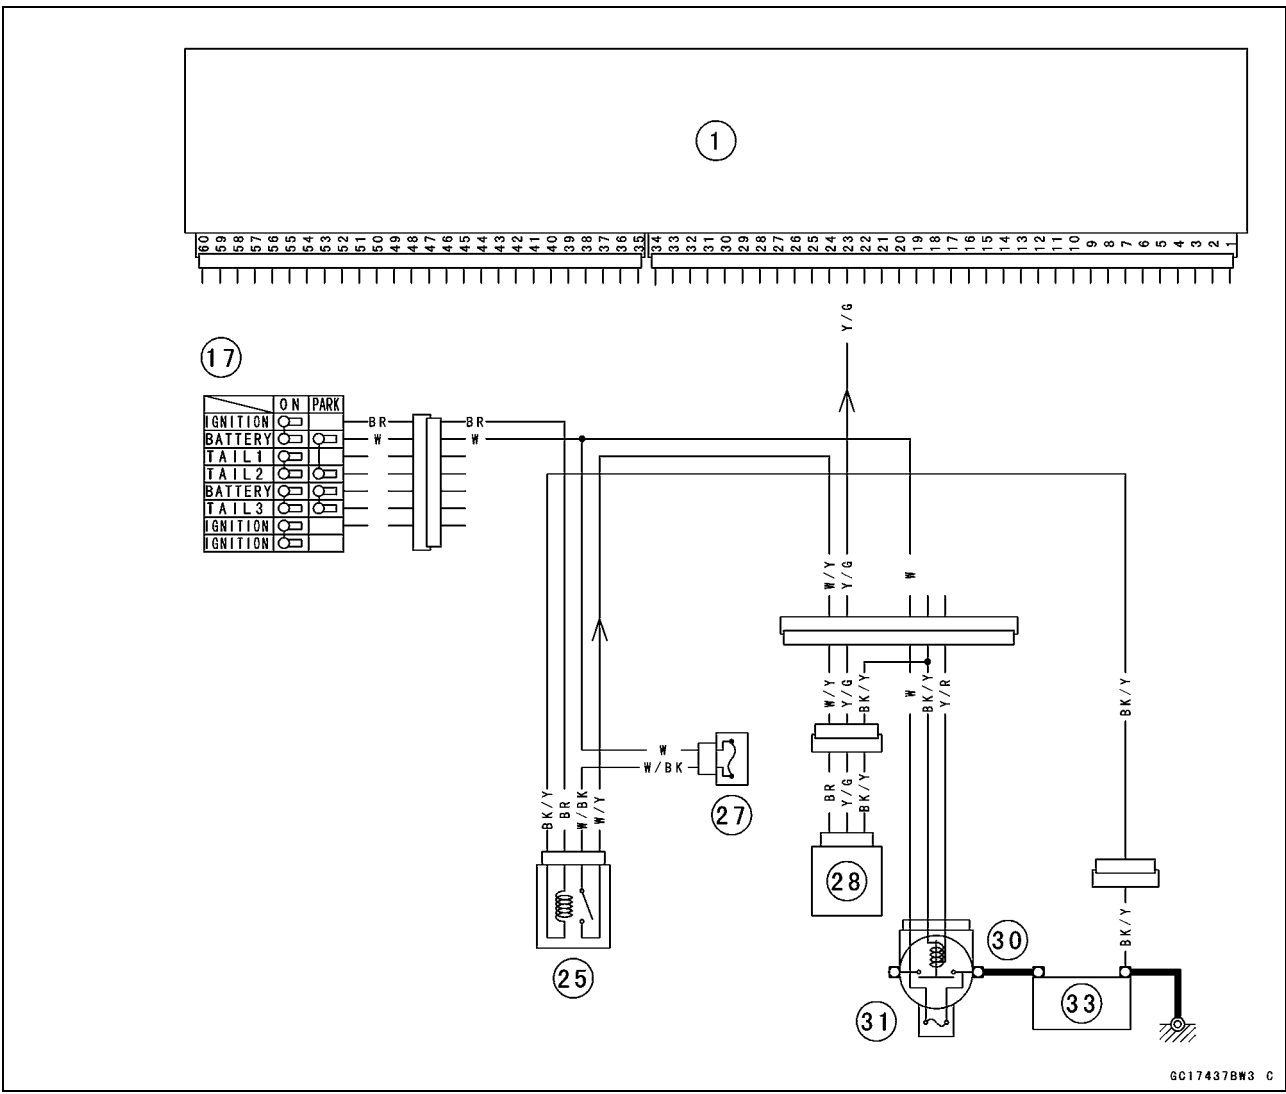 1
60 59 58 57 56 55 54 53 52 51 50 49 48 47 46 45 44 43 42 41 40 39 38 37 36 35 34 33 32 31 30 29 28 27 26 25 24 23 22 21 20 19 18 17 16 15 14 13 12 11 10 9 8 7 6 5 4 3 2 1
Y/G
17
ON PARK
IGNITION BR BR
BATTERY W W
TAIL1
TAIL2
BATTERY
TAIL3
IGNITION
IGNITION
W/Y Y/G W
W/Y Y/G BK/Y W BK/Y Y/R BK/Y
W
W/BK
27
BK/Y BR W/BK W/Y
BR Y/G BK/Y
28
25
30
BK/Y
31
33
GC17437BW3 C